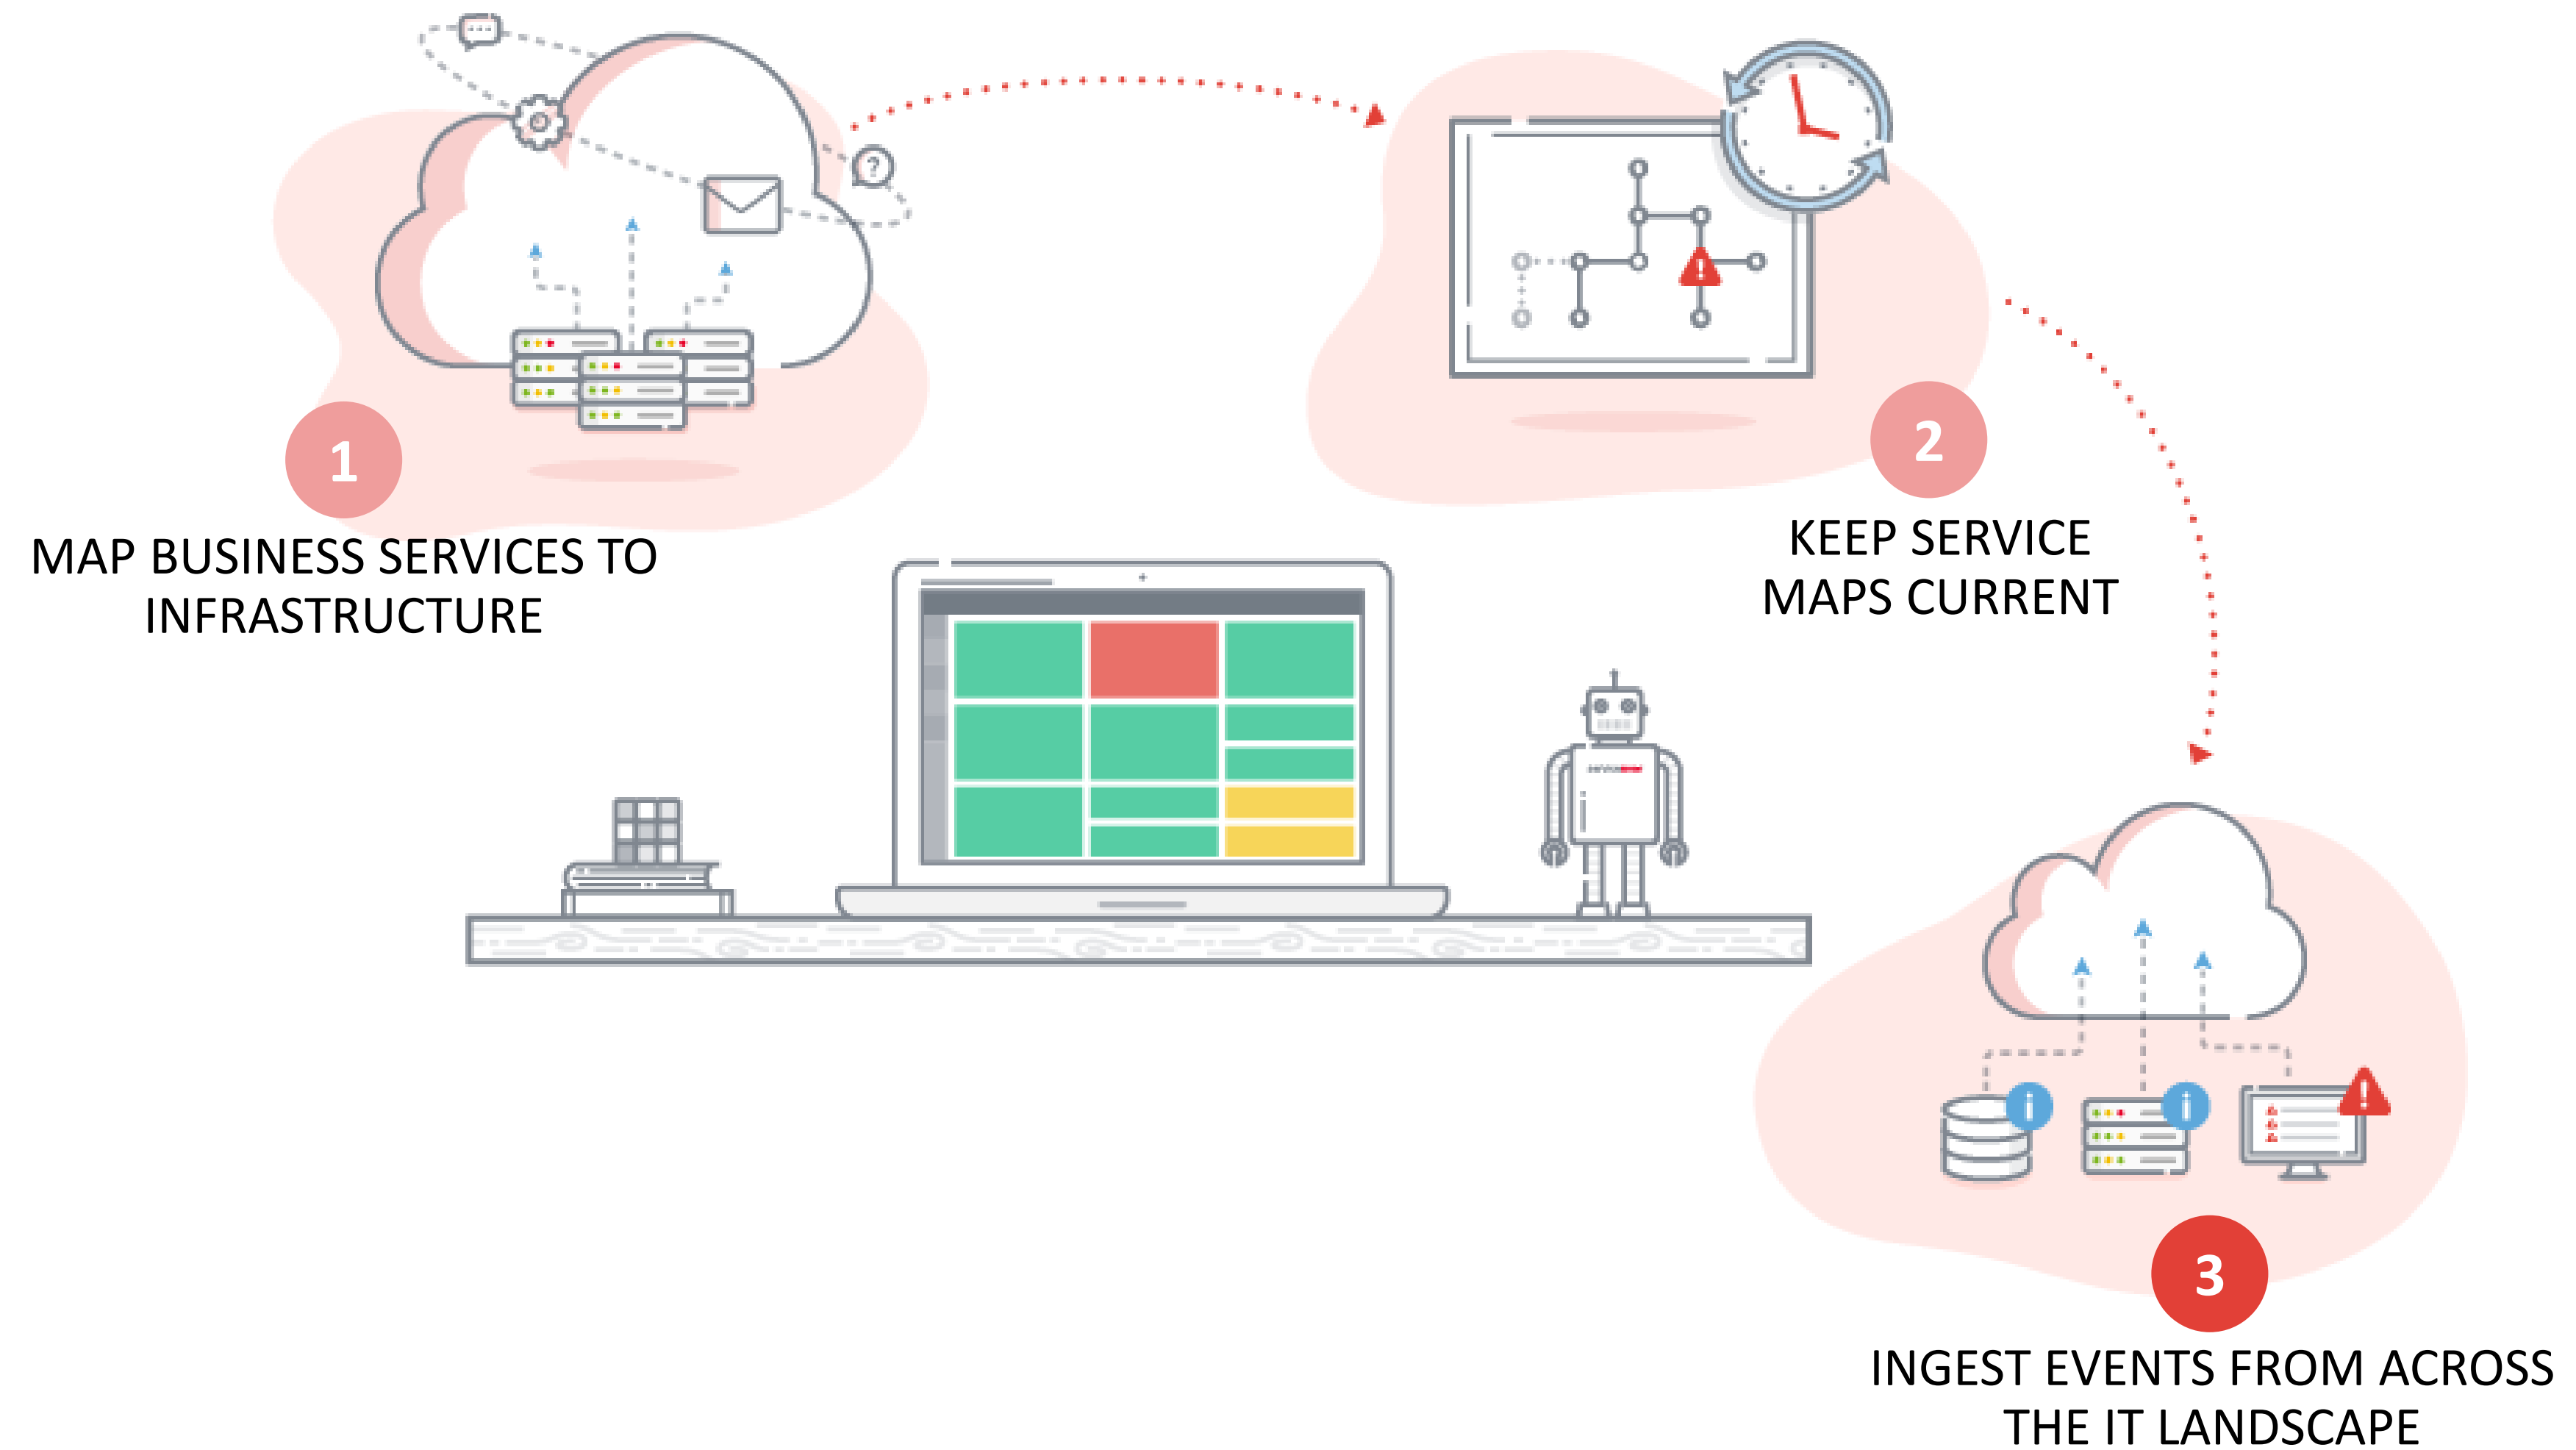 ?
1
MAP BUSINESS SERVICES TO
INFRASTRUCTURE
2
KEEP SERVICE
MAPS CURRENT
3
INGEST EVENTS FROM ACROSS
THE IT LANDSCAPE